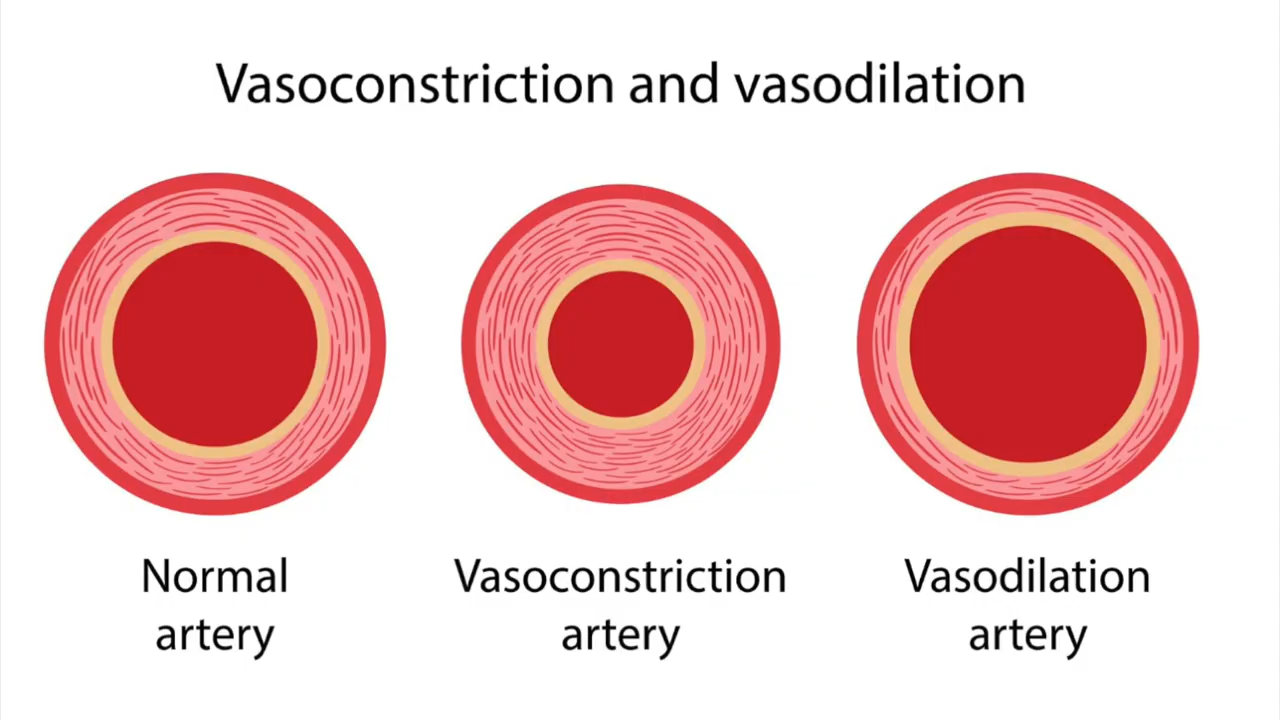 Vasoconstriction and vasodilation
Normal
artery
Vasoconstriction
artery
Vasodilation
artery